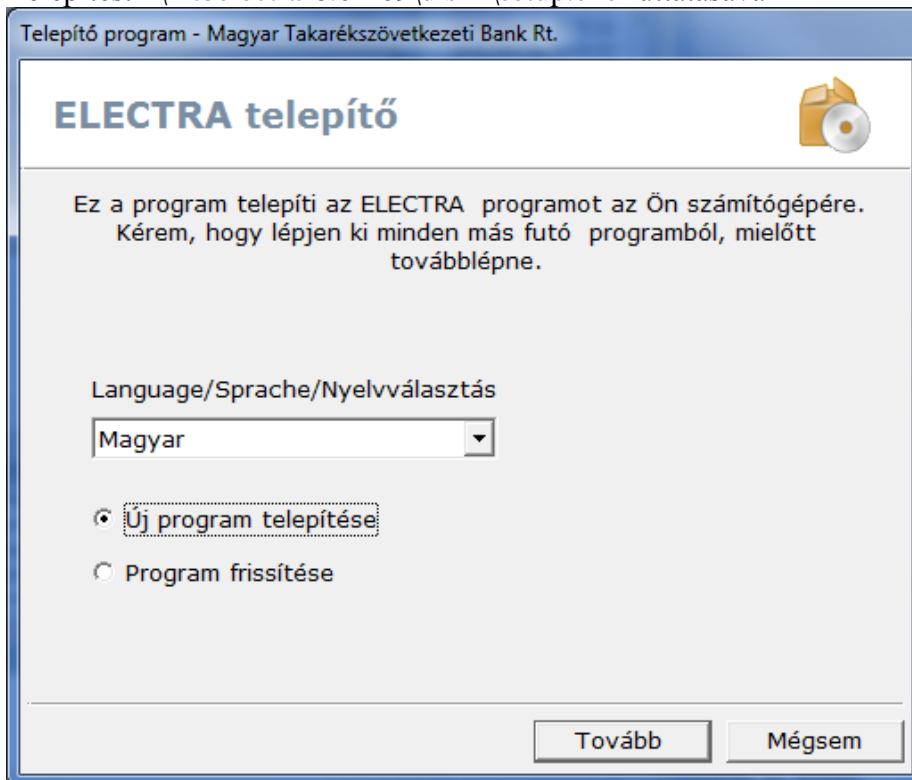 Telepítő program - Magyar Takarékszövetkezeti Bank Rt.
ELECTRA telepítő
Ez a program telepíti az ELECTRA programot az Ön számítógépére.
Kérem, hogy lépjen ki minden más futó programból, mielőtt
továbblépne.
Language/Sprache/Nyelvválasztás
Magyar
Új program telepítése
Program frissítése
Tovább
Mégsem